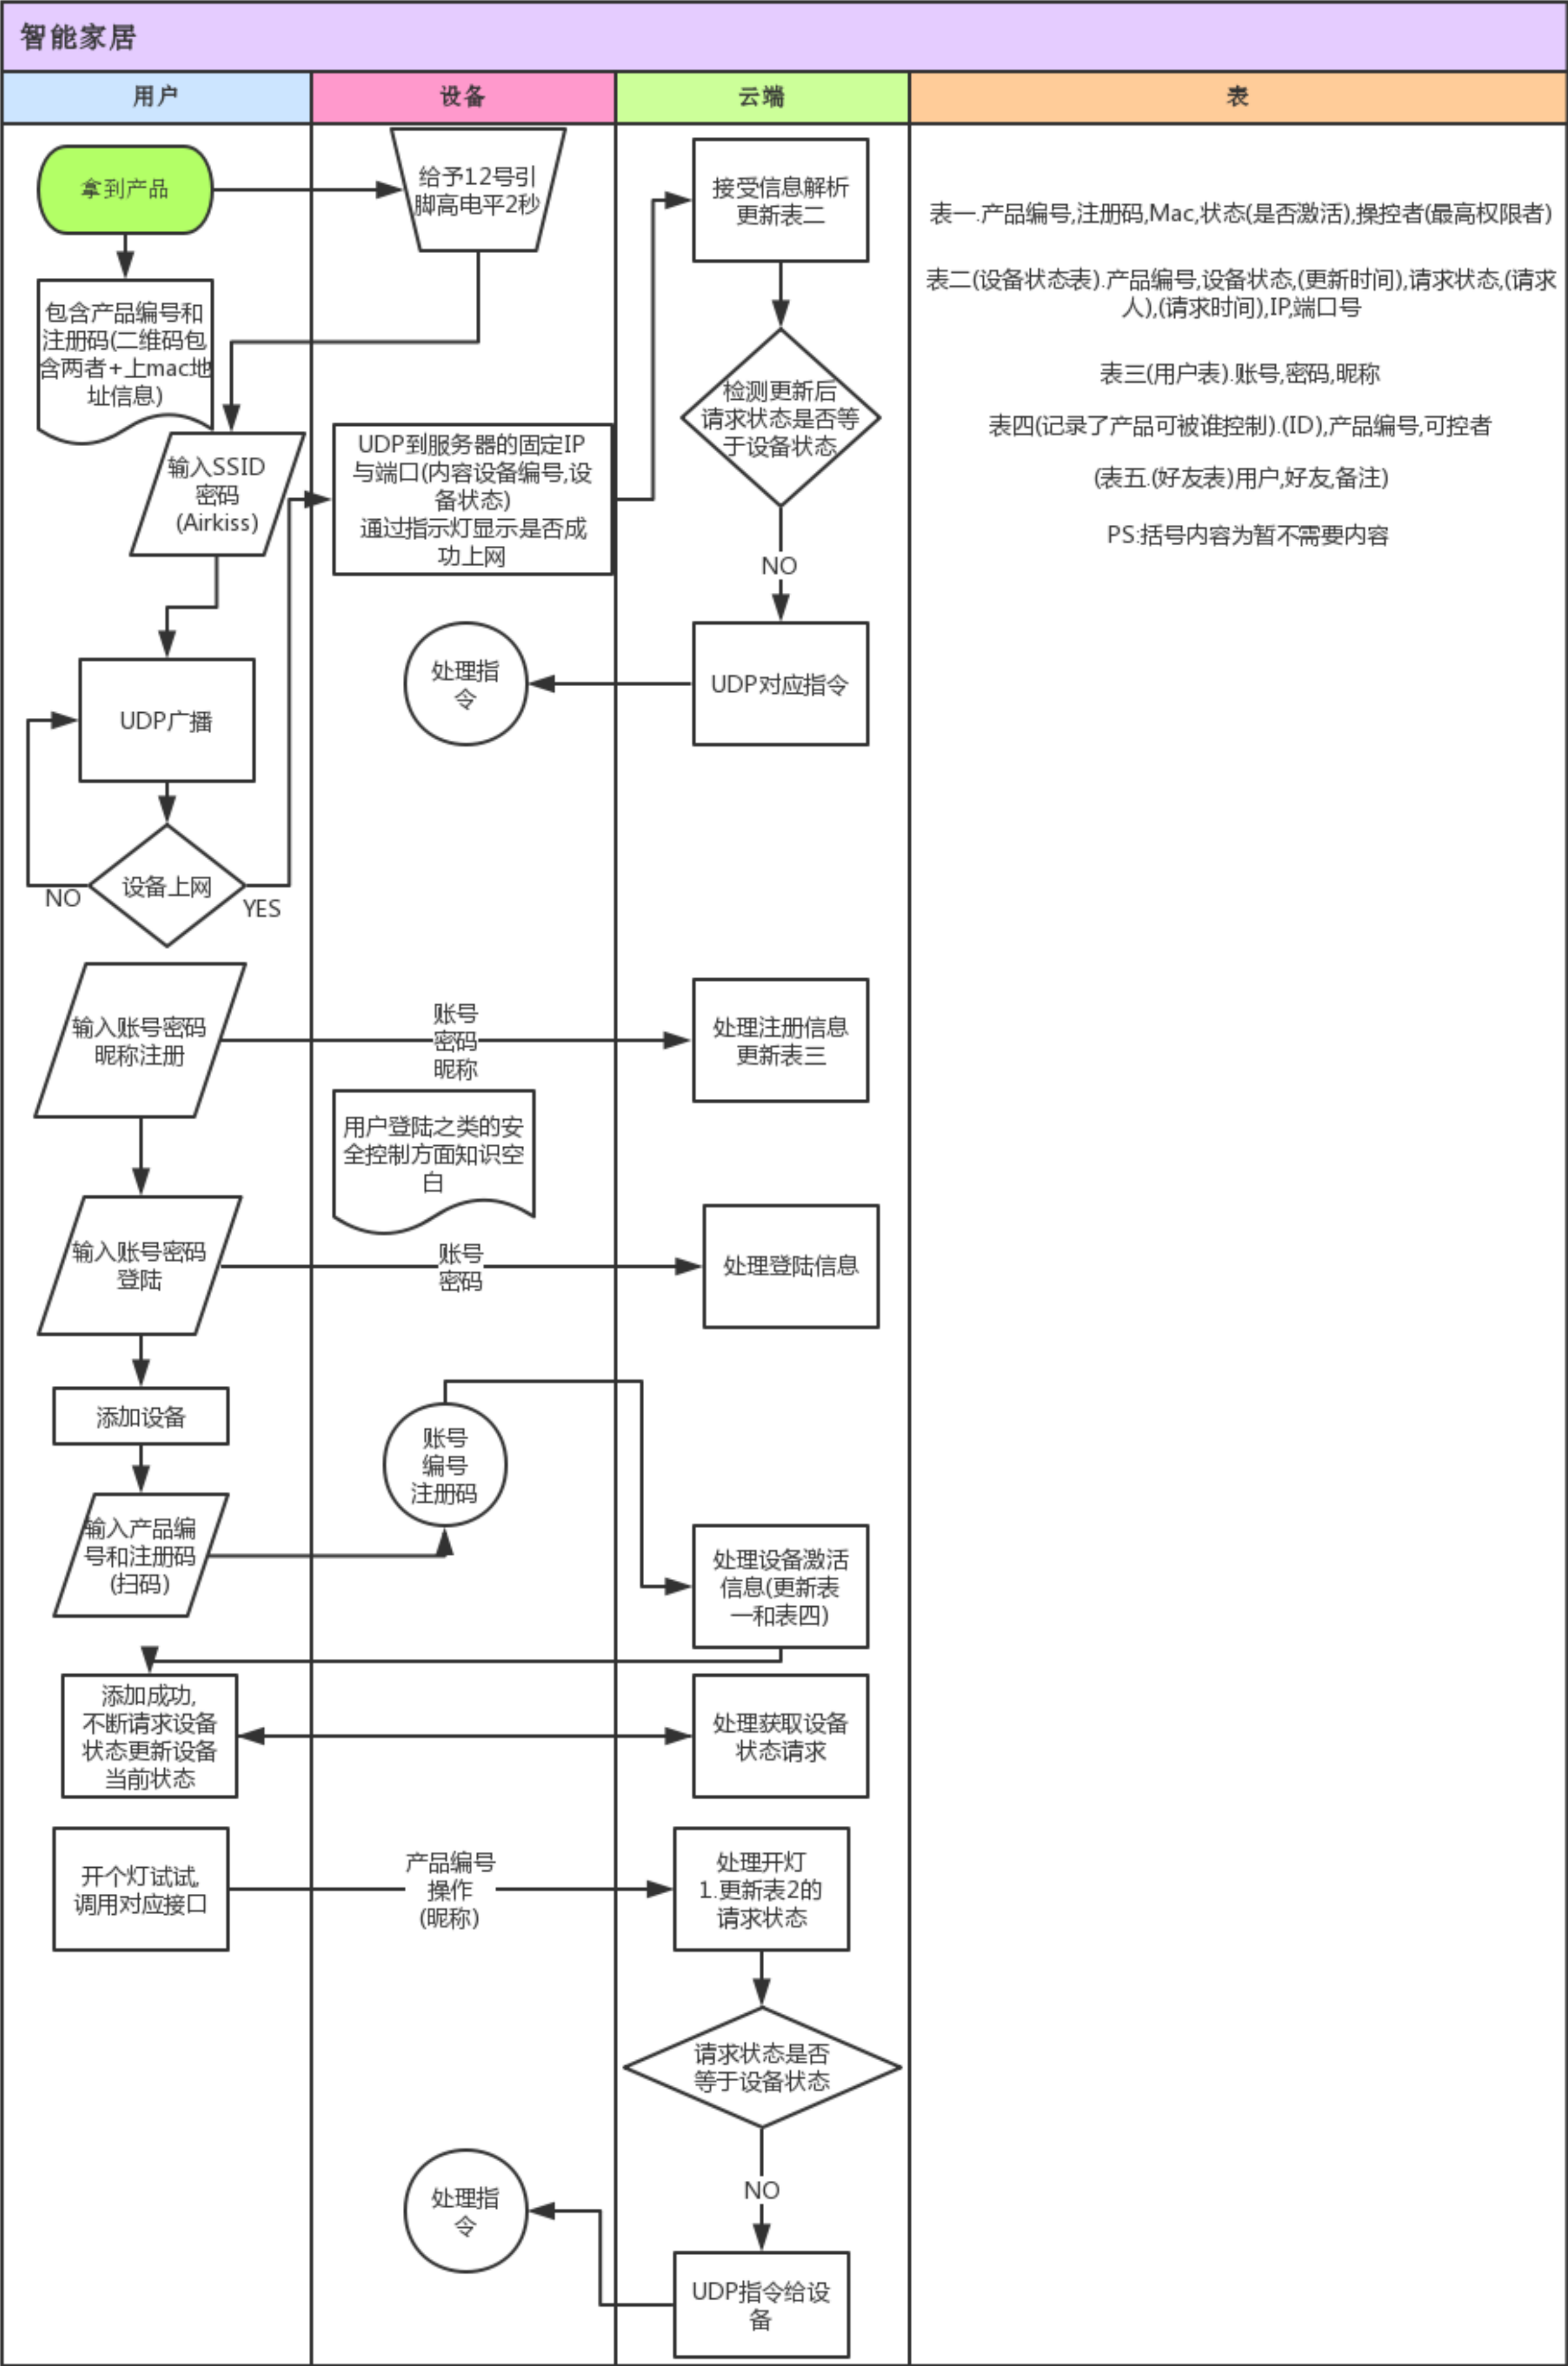 智能家居
用户
设备
云端
表
拿到产品
给予12号引
脚高电平2秒
接受信息解析
更新表二
表一.产品编号,注册码,Mac,状态(是否激活),操控者(最高权限者)
表二(设备状态表).产品编号,设备状态,(更新时间),请求状态,(请求
人),(请求时间),IP,端口号
表三(用户表).账号,密码,昵称
表四(记录了产品可被谁控制).(ID),产品编号,可控者
(表五.(好友表)用户,好友,备注)
PS:括号内容为暂不需要内容
包含产品编号和
注册码(二维码包
含两者+上mac地
址信息)
检测更新后
请求状态是否等
于设备状态
输入SSID
密码
(Airkiss)
UDP到服务器的固定IP
与端口(内容设备编号,设
备状态)
通过指示灯显示是否成
功上网
NO
UDP广播
处理指
令
UDP对应指令
设备上网
NO
YES
输入账号密码
昵称注册
账号
密码
昵称
处理注册信息
更新表三
用户登陆之类的安
全控制方面知识空
白
输入账号密码
登陆
账号
密码
处理登陆信息
添加设备
账号
编号
注册码
输入产品编
号和注册码
(扫码)
处理设备激活
信息(更新表
一和表四)
添加成功,
不断请求设备
状态更新设备
当前状态
处理获取设备
状态请求
开个灯试试,
调用对应接口
产品编号
操作
(昵称)
处理开灯
1.更新表2的
请求状态
请求状态是否
等于设备状态
NO
处理指
令
UDP指令给设
备